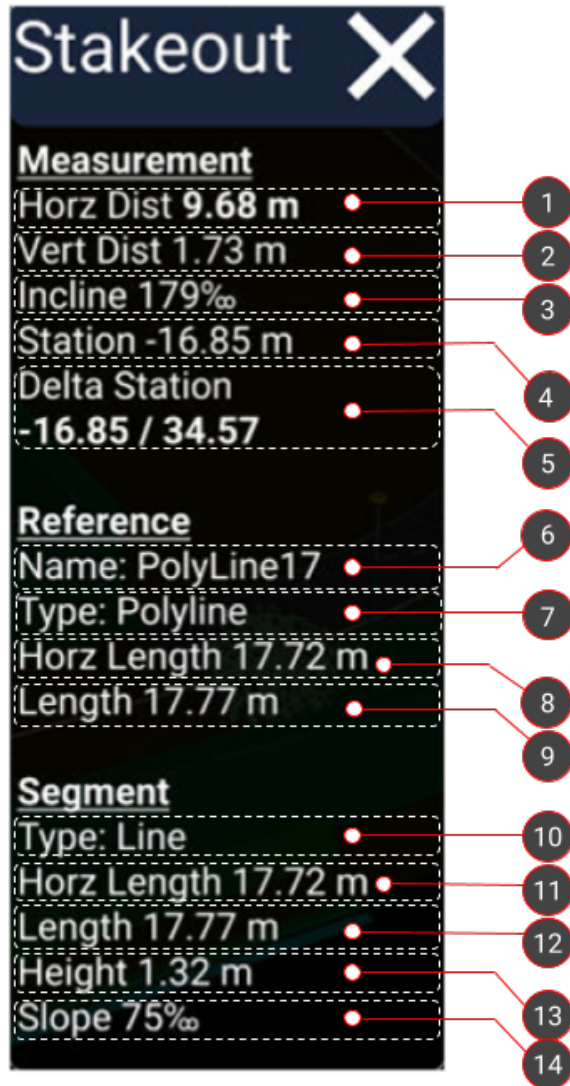 Stakeout
Measurement
Horz Dist 9.68 m
1
Vert Dist 1.73 m
2
Incline 179‰
3
Station -16.85 m
4
Delta Station
-16.85 / 34.57
5
Reference
6
Name: PolyLine17
Type: Polyline
7
Horz Length 17.72 m
8
Length 17.77 m
9
Segment
Type: Line
10
Horz Length 17.72 m
11
Length 17.77 m
12
Height 1.32 m
13
Slope 75‰
14